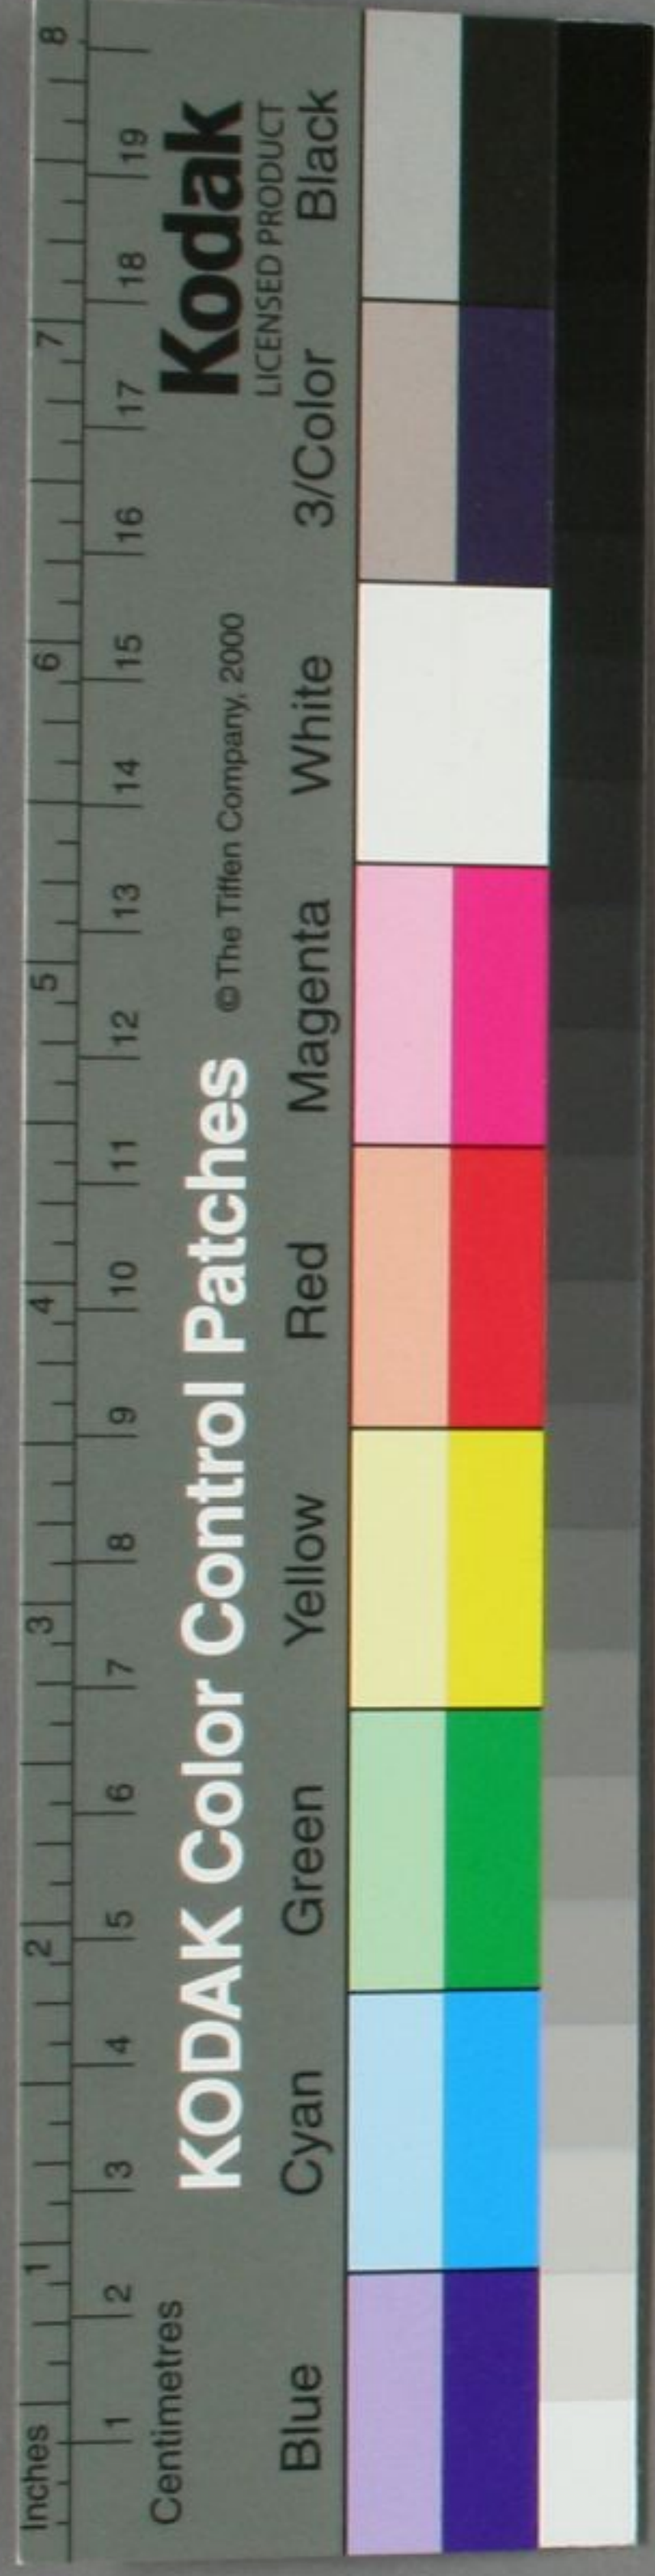 Inches 1 2 3 4 5 6 7 8
1 2 3 4 5 6 7 8 9 10 11 12 13 14 15 16 17 18 19
Centimetres
KODAK Color Control Patches © The Tiffen Company, 2000 Kodak
LICENSED PRODUCT
Blue Cyan Green Yellow Red Magenta White 3/Color Black